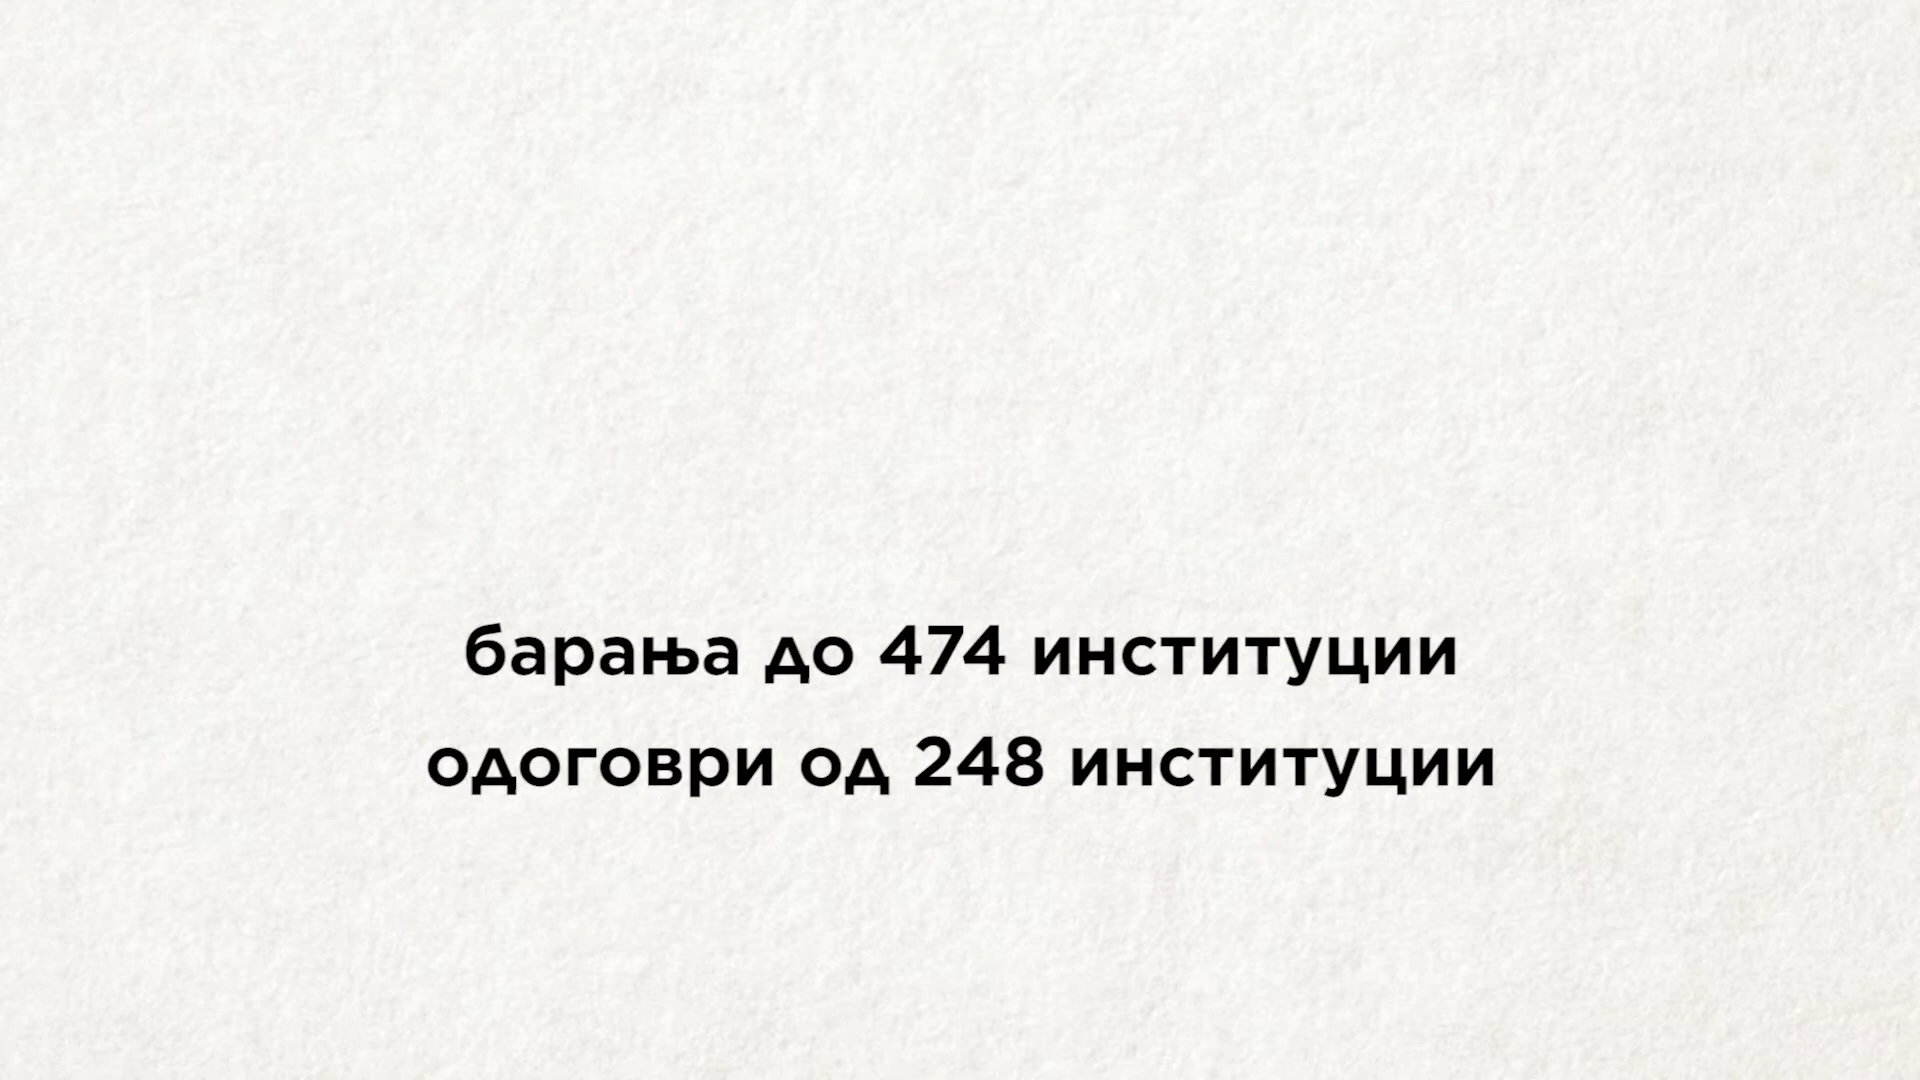 барања до 474 институции
одоговри од 248 институции